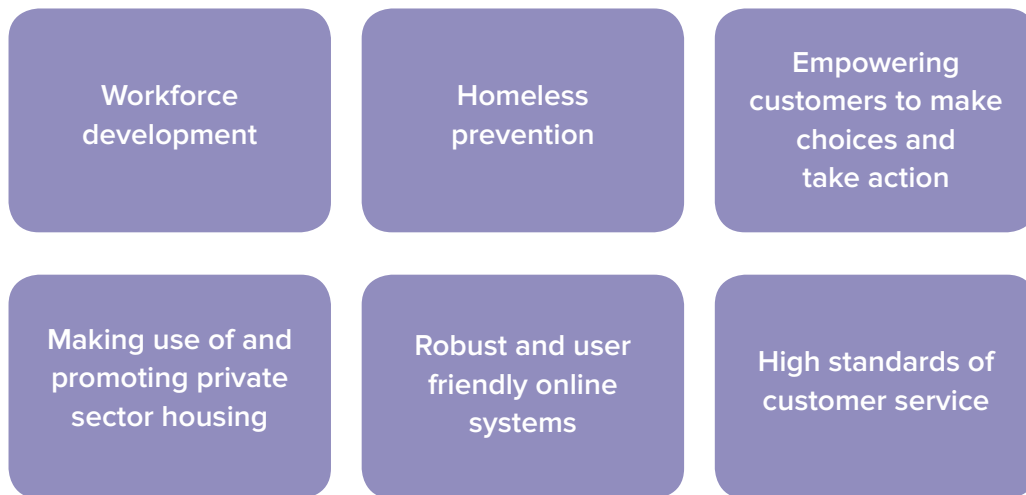 Workforce
development
Homeless
prevention
Empowering
customers to make
choices and
take action
Making use of and
promoting private
sector housing
Robust and user
friendly online
systems
High standards of
customer service